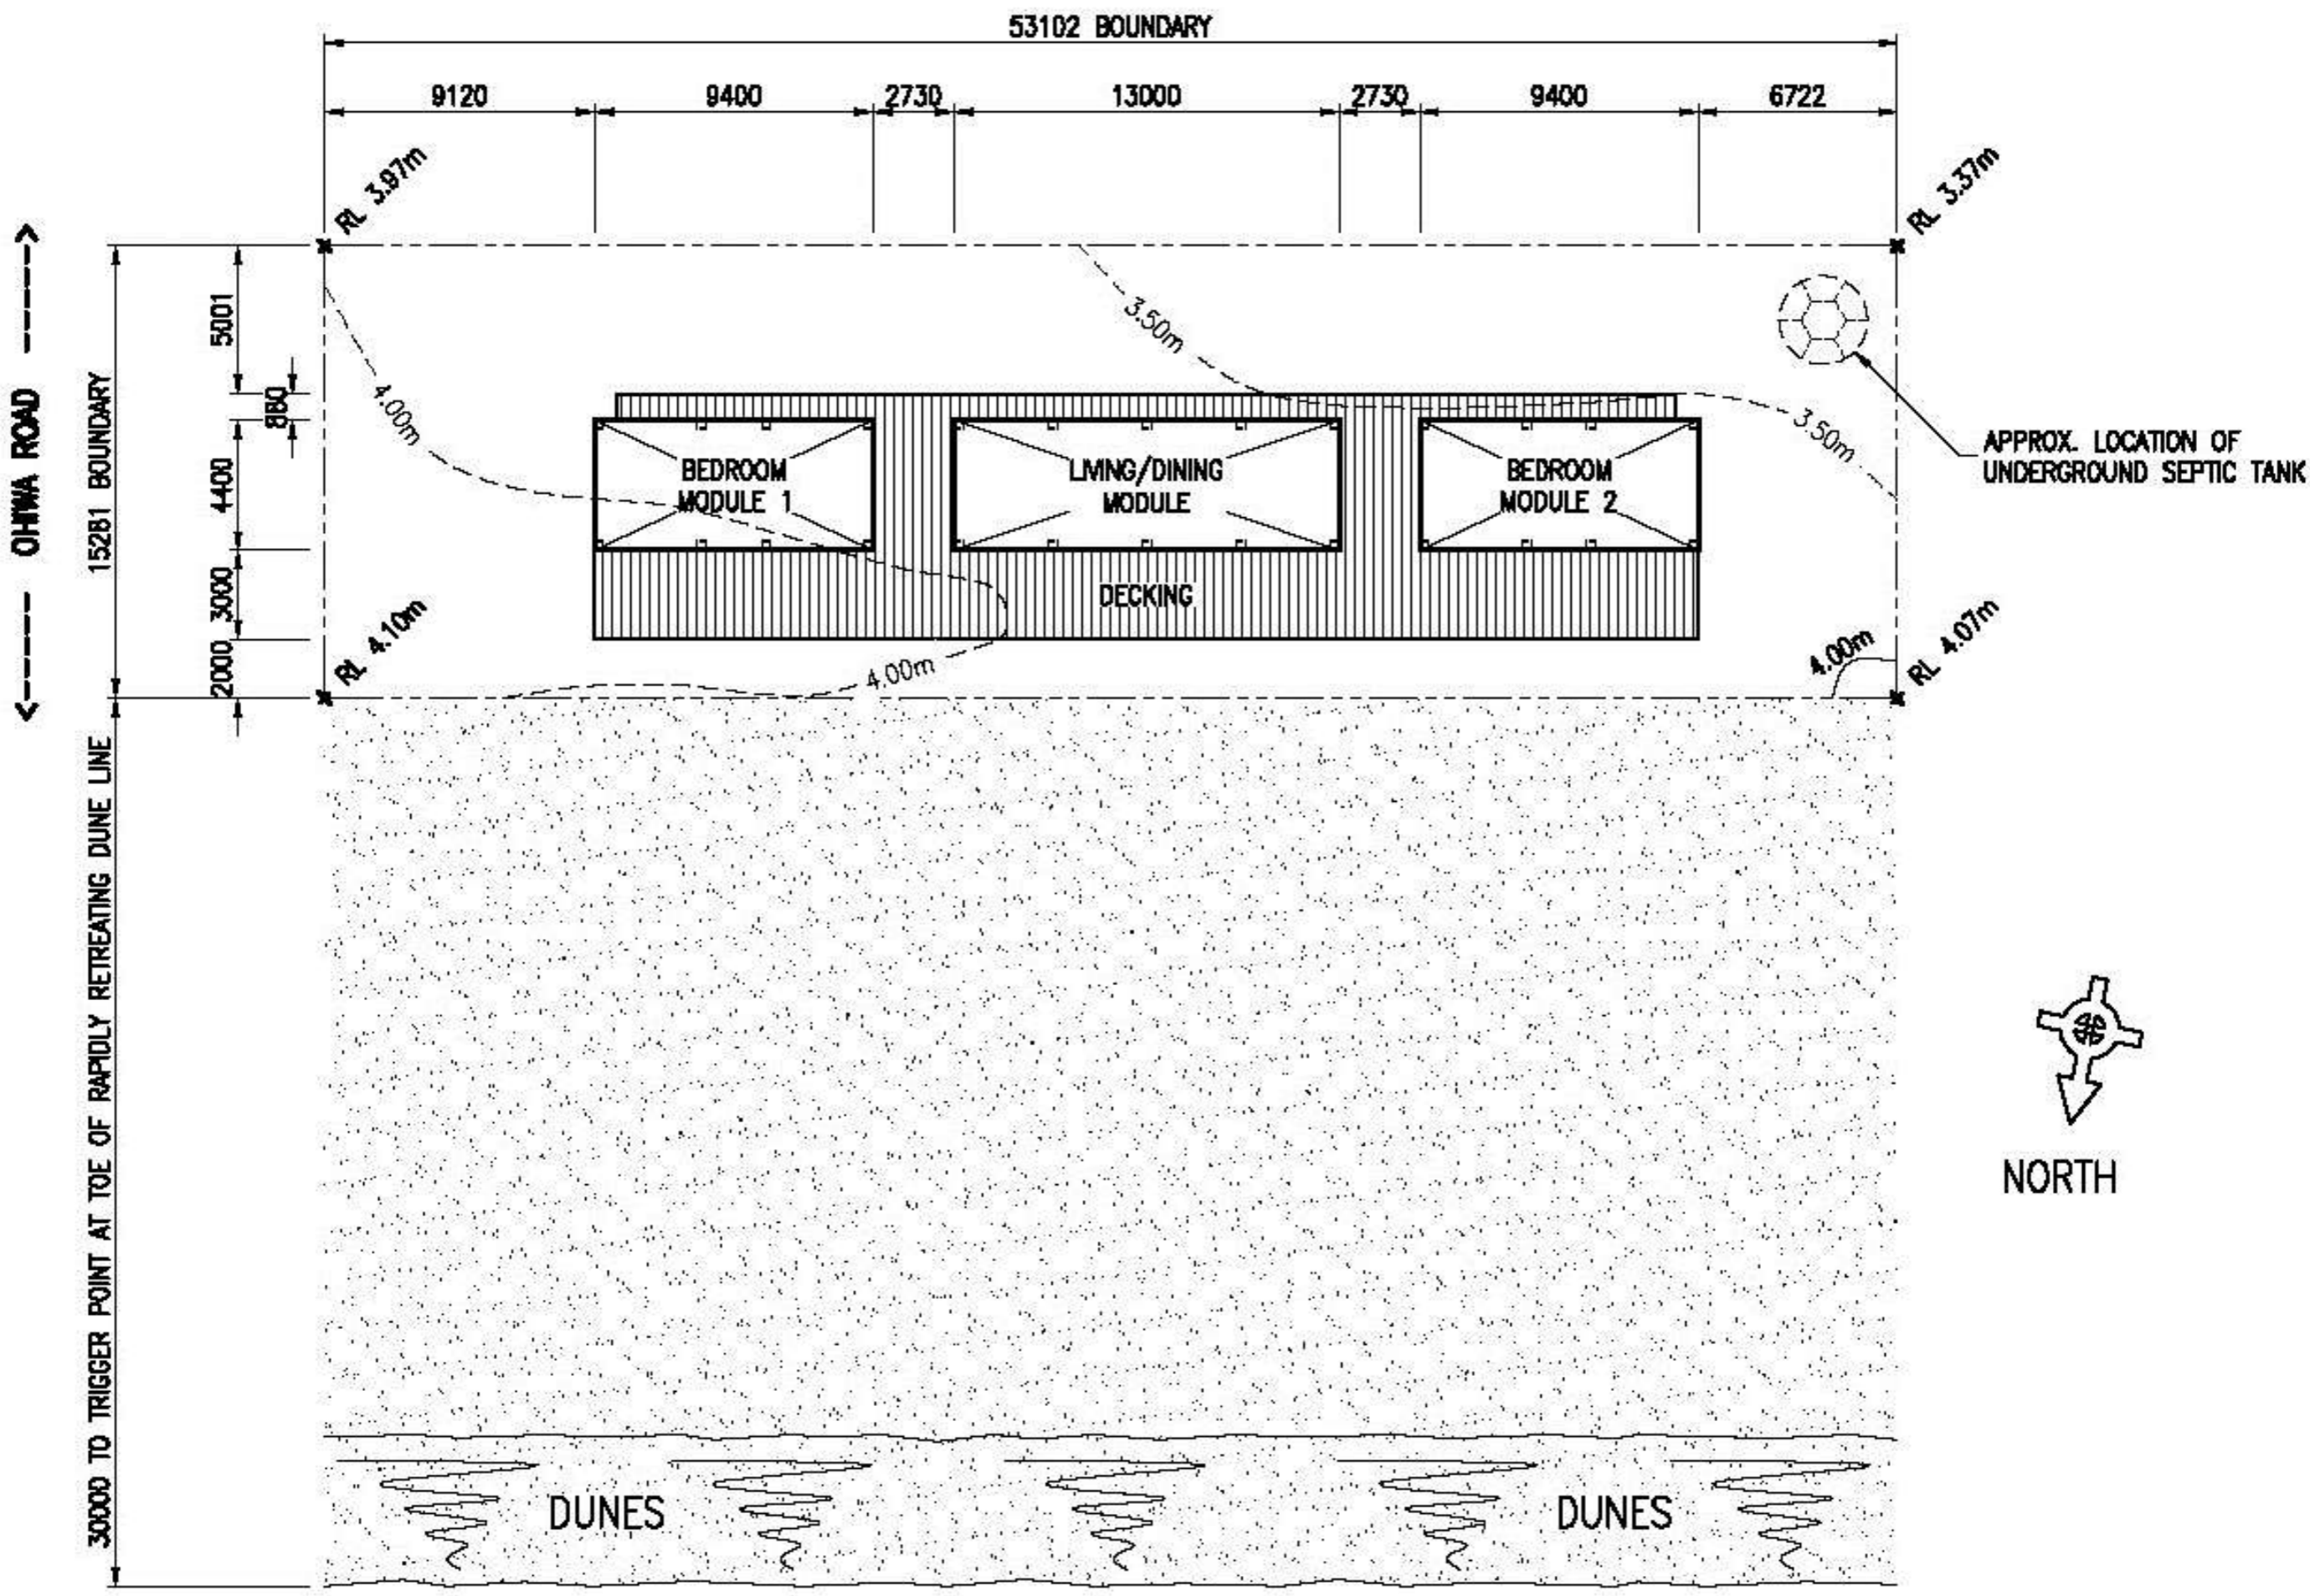 53102 BOUNDARY
9120
9400
2730
13000
2730
9400
6722
RL 3.97m
RL 3.37m
<----- OHIWA ROAD ----->
15281 BOUNDARY
5001
880
4400
3000
2000
3.50m
4.00m
3.50m
APPROX. LOCATION OF
UNDERGROUND SEPTIC TANK
BEDROOM
MODULE 1
LIVING/DINING
MODULE
BEDROOM
MODULE 2
DECKING
RL 4.10m
4.00m
4.00m
RL 4.07m
30000 TO TRIGGER POINT AT TOE OF RAPIDLY RETREATING DUNE LINE
NORTH
DUNES
DUNES